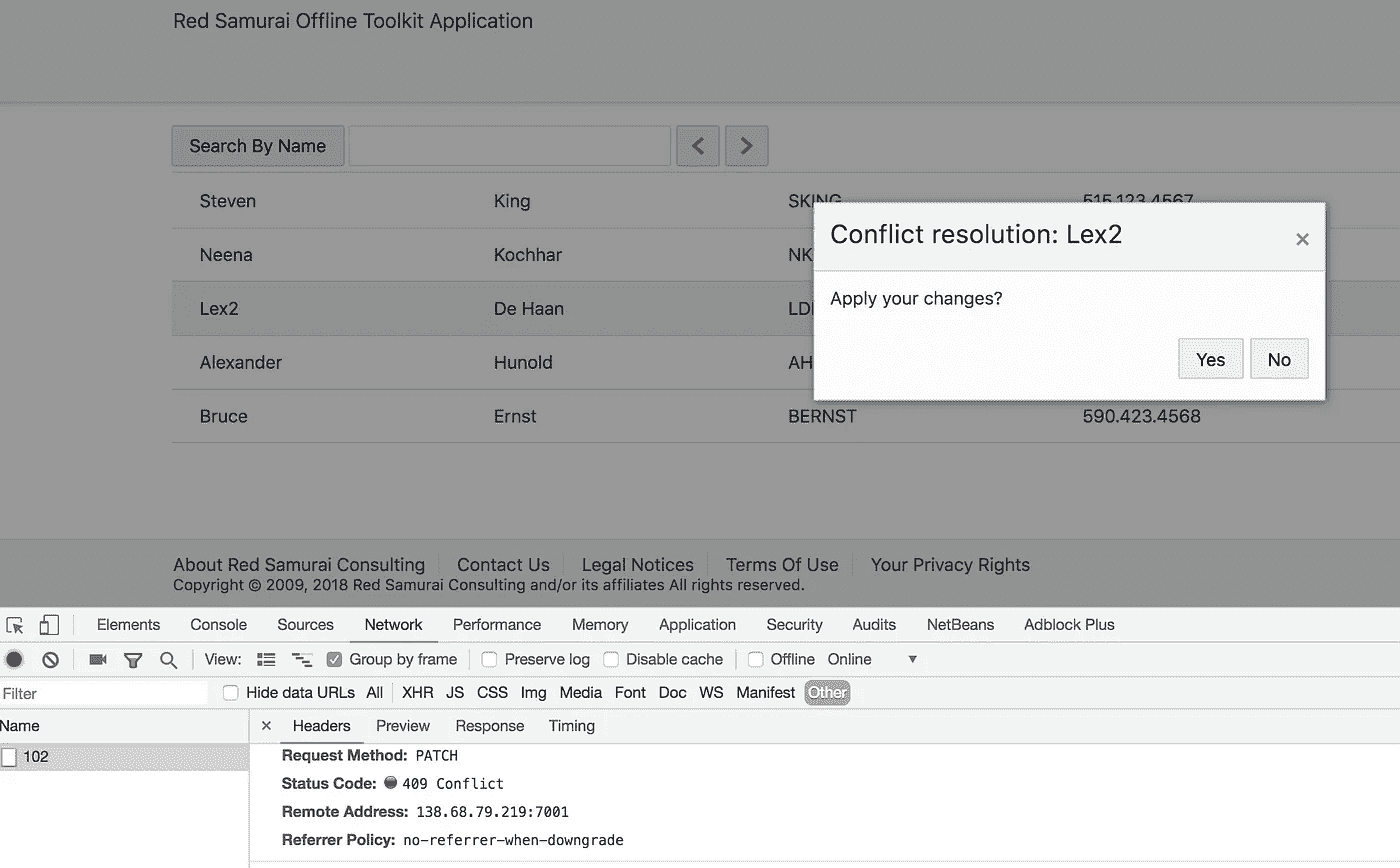 Red Samurai Offline Toolkit Application
Search By Name
Steven King SKING 515.123.4567
Conflict resolution: Lex2 ×
Neena Kochhar NK
Apply your changes?
Lex2 De Haan LD
Yes No
Alexander Hunold AH
Bruce Ernst BERNST 590.423.4568
About Red Samurai Consulting Contact Us Legal Notices Terms Of Use Your Privacy Rights
Copyright © 2009, 2018 Red Samurai Consulting and/or its affiliates All rights reserved.
Elements Console Sources Network Performance Memory Application Security Audits NetBeans Adblock Plus
View: Group by frame Preserve log Disable cache Offline Online ▼
Filter Hide data URLs All XHR JS CSS Img Media Font Doc WS Manifest Other
Name × Headers Preview Response Timing
102
Request Method: PATCH
Status Code: 409 Conflict
Remote Address: 138.68.79.219:7001
Referrer Policy: no-referrer-when-downgrade